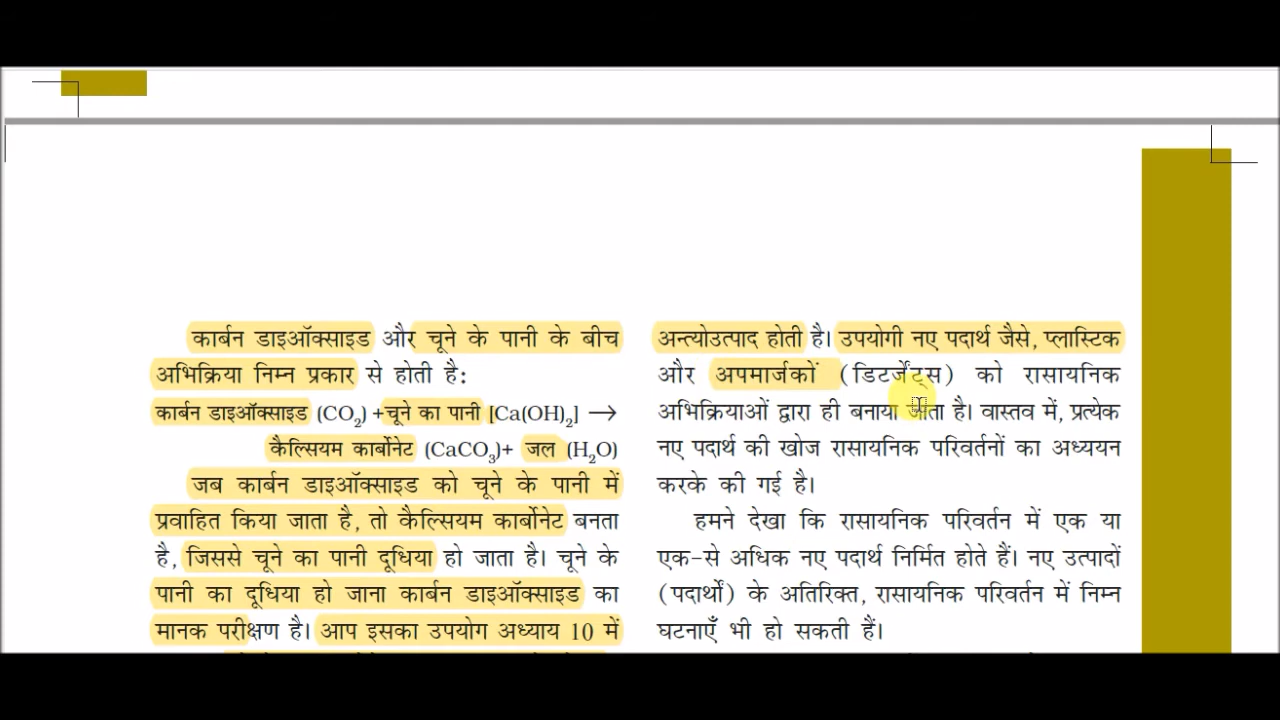 कार्बन डाइऑक्साइड और चूने के पानी के बीच
अभिक्रिया निम्न प्रकार से होती है:
कार्बन डाइऑक्साइड (CO₂) +चूने का पानी [Ca(OH)₂] →
कैल्सियम कार्बोनेट (CaCO₃)+ जल (H₂O)
जब कार्बन डाइऑक्साइड को चूने के पानी में
प्रवाहित किया जाता है, तो कैल्सियम कार्बोनेट बनता
है, जिससे चूने का पानी दूधिया हो जाता है। चूने के
पानी का दूधिया हो जाना कार्बन डाइऑक्साइड का
मानक परीक्षण है। आप इसका उपयोग अध्याय 10 में
अन्त्योउत्पाद होती है। उपयोगी नए पदार्थ जैसे, प्लास्टिक
और अपमार्जकों (डिटर्जेंट्स) को रासायनिक
अभिक्रियाओं द्वारा ही बनाया जाता है। वास्तव में, प्रत्येक
नए पदार्थ की खोज रासायनिक परिवर्तनों का अध्ययन
करके की गई है।
हमने देखा कि रासायनिक परिवर्तन में एक या
एक-से अधिक नए पदार्थ निर्मित होते हैं। नए उत्पादों
(पदार्थों) के अतिरिक्त, रासायनिक परिवर्तन में निम्न
घटनाएँ भी हो सकती हैं।